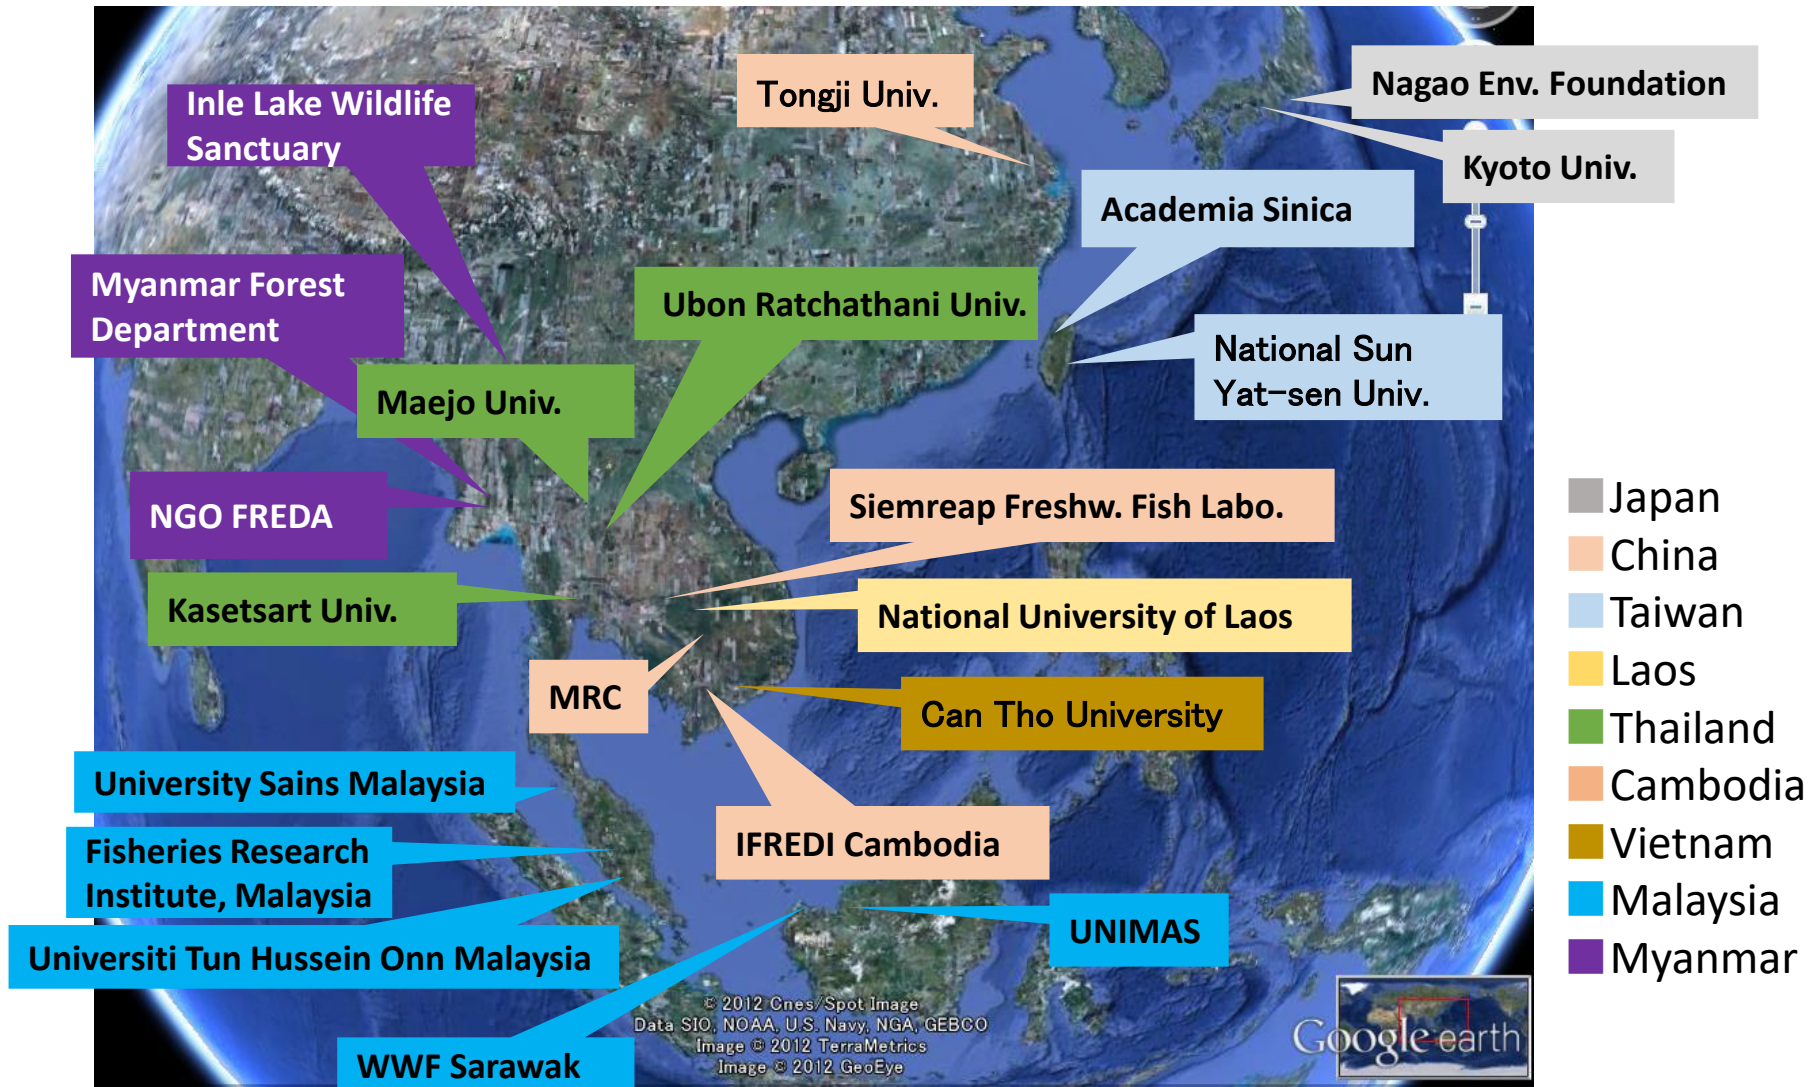 Tongji Univ.
Nagao Env. Foundation
Inle Lake Wildlife
Sanctuary
Kyoto Univ.
Academia Sinica
Myanmar Forest
Department
Ubon Ratchathani Univ.
National Sun
Yat-sen Univ.
Maejo Univ.
NGO FREDA
Siemreap Freshw. Fish Labo.
Kasetsart Univ.
National University of Laos
MRC
Can Tho University
University Sains Malaysia
IFREDI Cambodia
Fisheries Research
Institute, Malaysia
UNIMAS
Universiti Tun Hussein Onn Malaysia
WWF Sarawak
Japan
China
Taiwan
Laos
Thailand
Cambodia
Vietnam
Malaysia
Myanmar
© 2012 Cnes/Spot Image
Data SIO, NOAA, U.S. Navy, NGA, GEBCO
Image © 2012 TerraMetrics
Image © 2012 GeoEye
Google earth